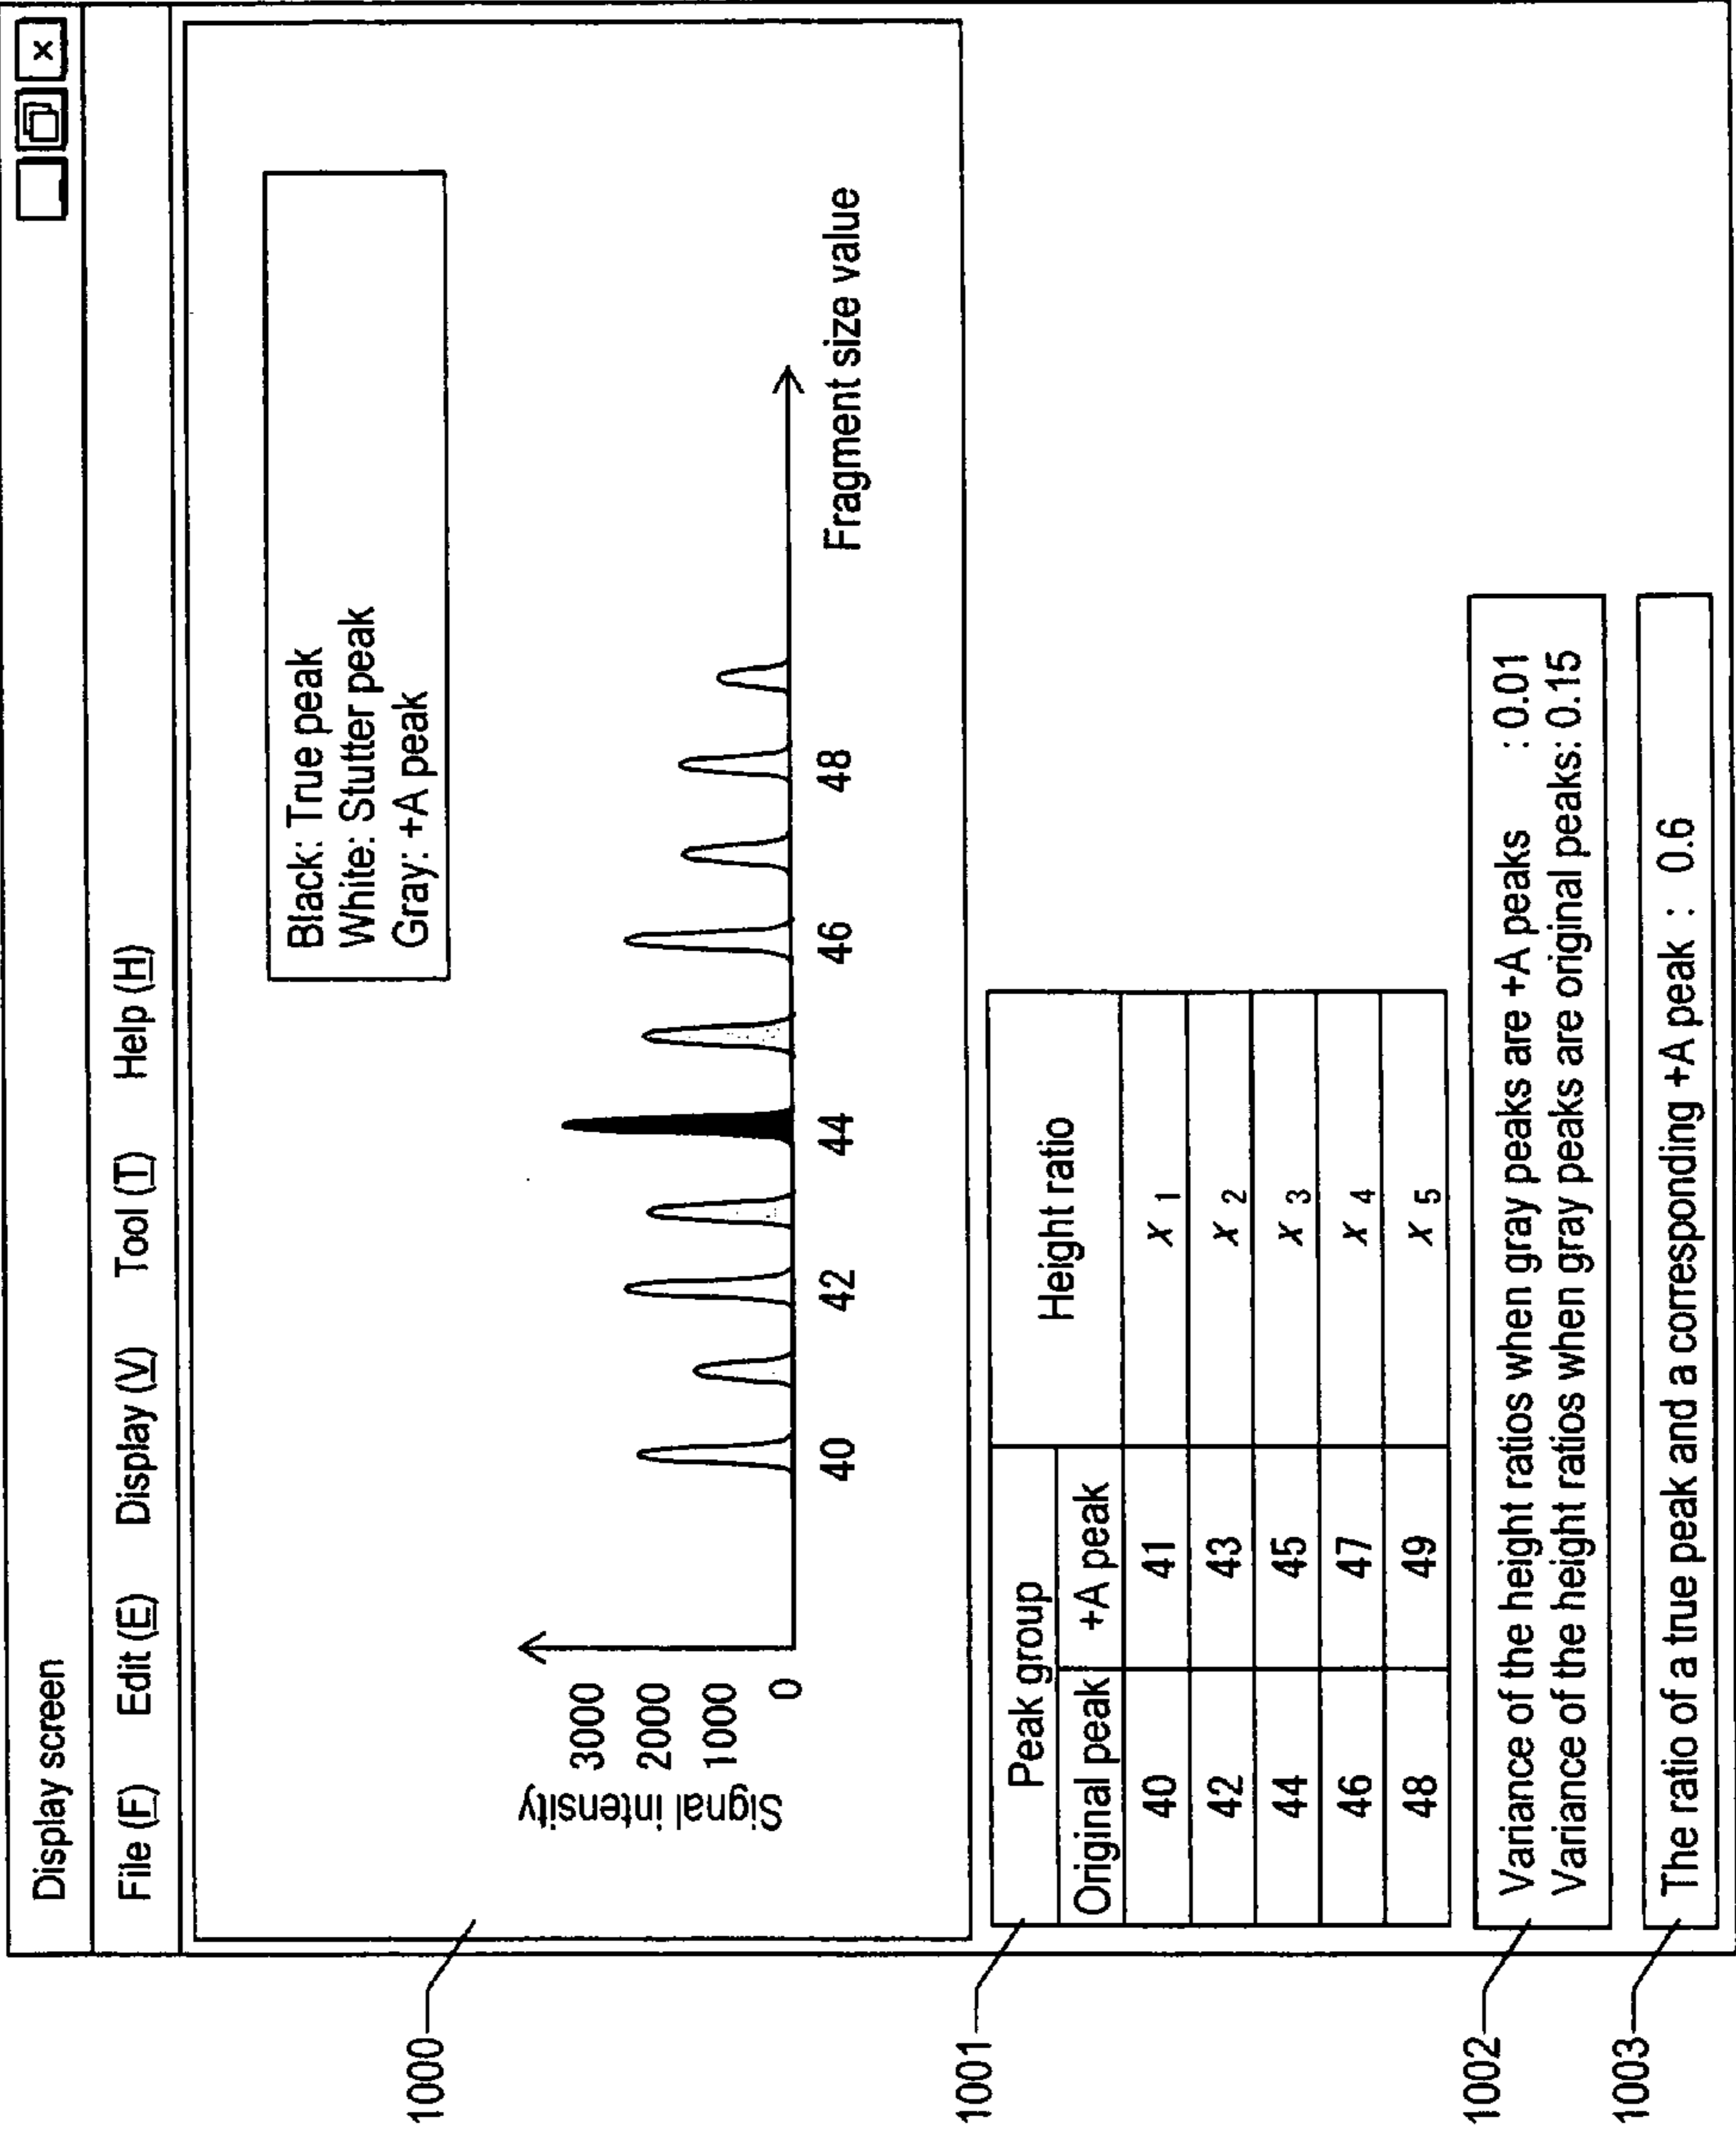 Display screen
File (F) Edit (E) Display (V) Tool (T) Help (H)
1000
Black: True peak
White: Stutter peak
Gray: +A peak
Signal intensity
3000
2000
1000
0
40 42 44 46 48
Fragment size value
1001
Peak group Height ratio
Original peak +A peak
40 41 x 1
42 43 x 2
44 45 x 3
46 47 x 4
48 49 x 5
1002
Variance of the height ratios when gray peaks are +A peaks : 0.01
Variance of the height ratios when gray peaks are original peaks: 0.15
1003
The ratio of a true peak and a corresponding +A peak : 0.6